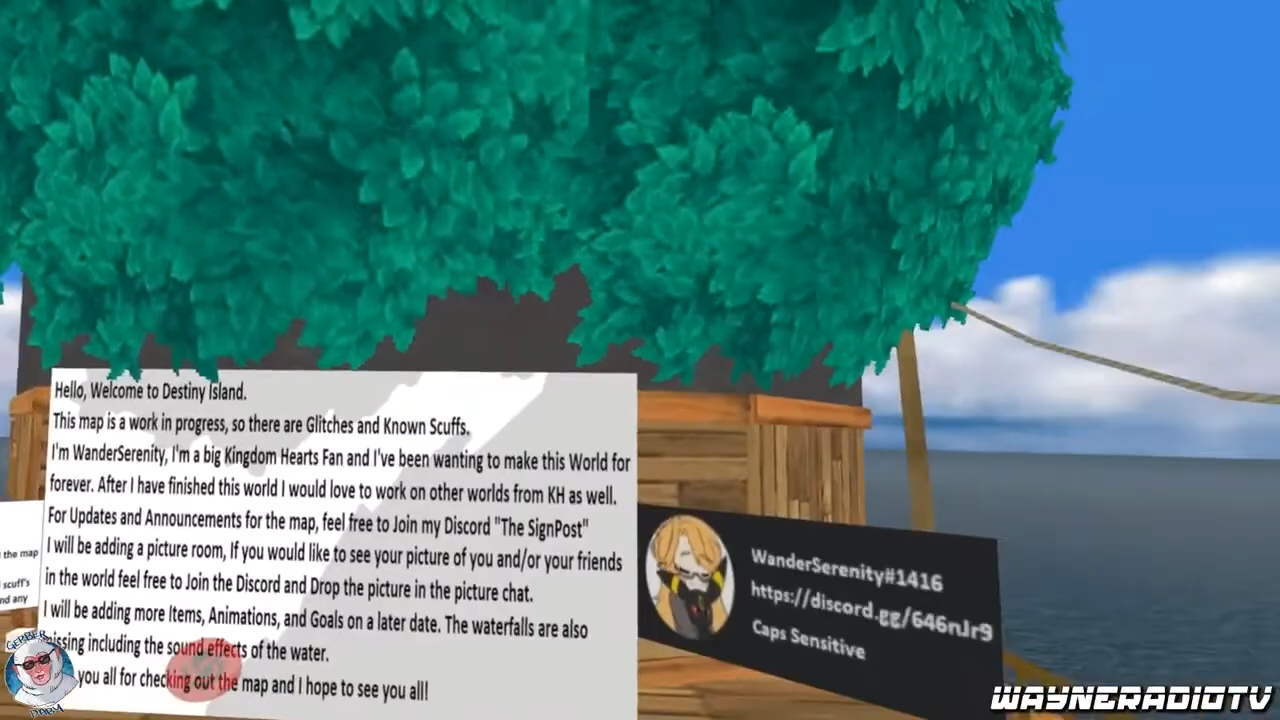 Hello, Welcome to Destiny Island.
This map is a work in progress, so there are Glitches and Known Scuffs.
I'm WanderSerenity, I'm a big Kingdom Hearts Fan and I've been wanting to make this World for
forever. After I have finished this world I would love to work on other worlds from KH as well.
For Updates and Announcements for the map, feel free to Join my Discord "The SignPost"
I will be adding a picture room, If you would like to see your picture of you and/or your friends
in the world feel free to Join the Discord and Drop the picture in the picture chat.
I will be adding more Items, Animations, and Goals on a later date. The waterfalls are also
issing including the sound effects of the water.
you all for checking out the map and I hope to see you all!
the map
scuff's
nd any
WanderSerenity#1416
https://discord.gg/646nJr9
Caps Sensitive
GERBER
WAYNERADIOTV